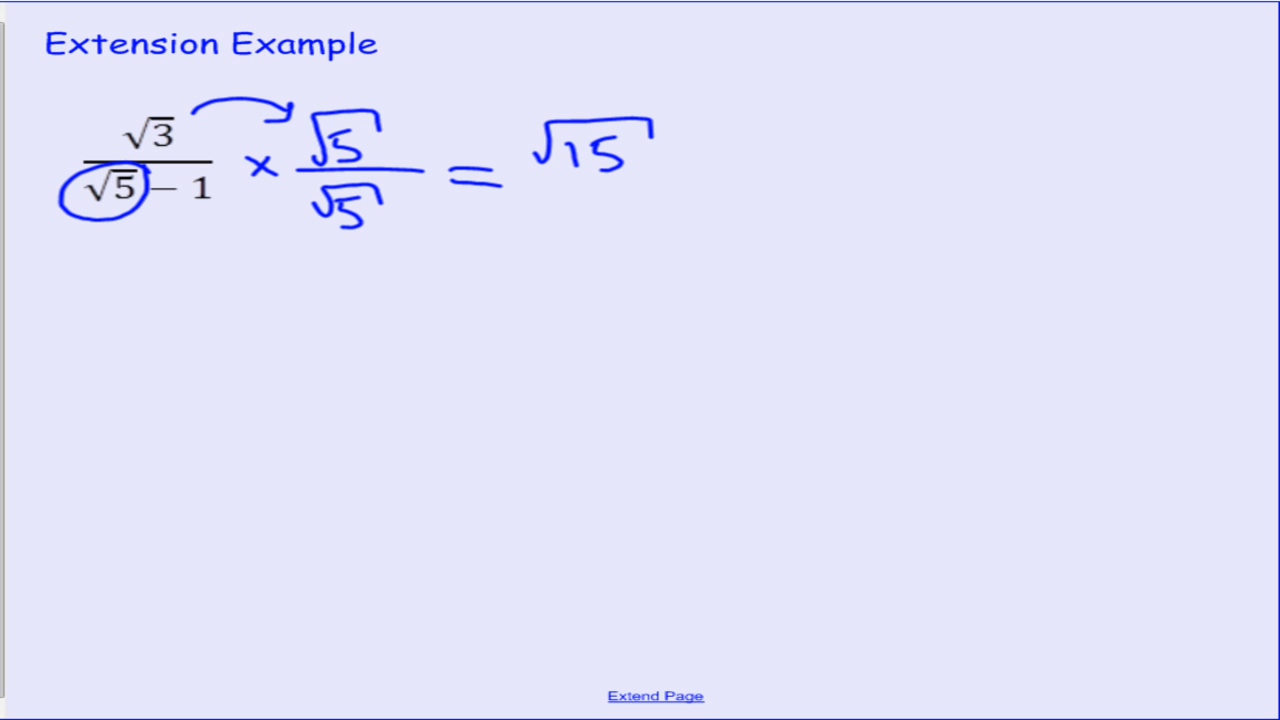 Extension Example
√3 / (√5 − 1) × √5 / √5 = √15
Extend Page